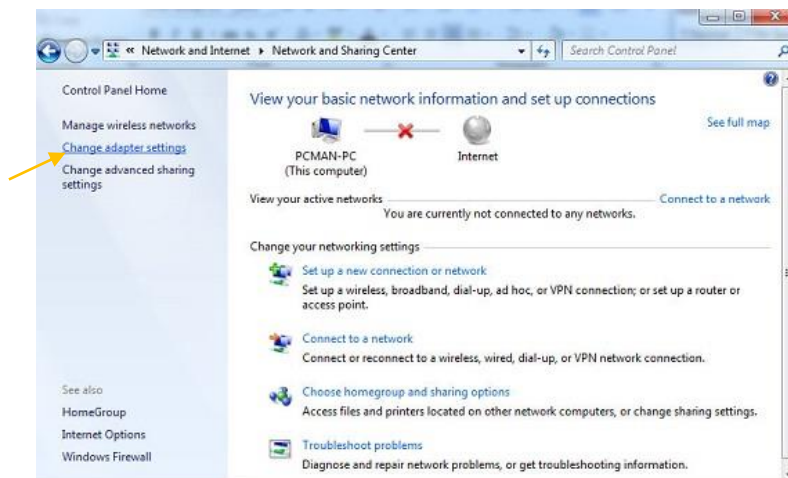 « Network and Internet ▸ Network and Sharing Center
Search Control Panel
Control Panel Home
Manage wireless networks
Change adapter settings
Change advanced sharing
settings
See also
HomeGroup
Internet Options
Windows Firewall
View your basic network information and set up connections
See full map
PCMAN-PC
(This computer)
Internet
View your active networks
Connect to a network
You are currently not connected to any networks.
Change your networking settings
Set up a new connection or network
Set up a wireless, broadband, dial-up, ad hoc, or VPN connection; or set up a router or
access point.
Connect to a network
Connect or reconnect to a wireless, wired, dial-up, or VPN network connection.
Choose homegroup and sharing options
Access files and printers located on other network computers, or change sharing settings.
Troubleshoot problems
Diagnose and repair network problems, or get troubleshooting information.